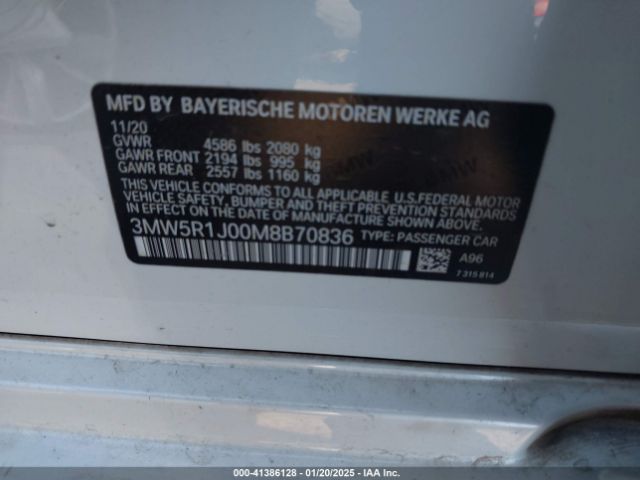 MFD BY BAYERISCHE MOTOREN WERKE AG
11/20
GVWR 4586 lbs 2080 kg
GAWR FRONT 2194 lbs 995 kg
GAWR REAR 2557 lbs 1160 kg
THIS VEHICLE CONFORMS TO ALL APPLICABLE U.S. FEDERAL MOTOR
VEHICLE SAFETY, BUMPER AND THEFT PREVENTION STANDARDS
IN EFFECT ON THE DATE OF MANUFACTURE SHOWN ABOVE.
3MW5R1J00M8B70836 TYPE: PASSENGER CAR
A96
7 315 814
000-41386128 - 01/20/2025 - IAA Inc.